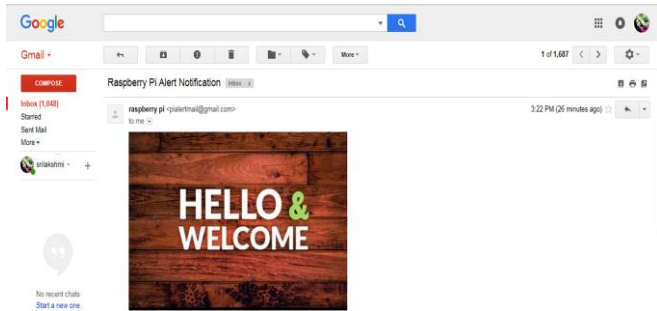 Google
0
Gmail
More
1 of 1,687
COMPOSE
Raspberry Pi Alert Notification Inbox x
Inbox (1,048)
Starred
Sent Mail
More
raspberry pi <pialertmail@gmail.com>
to me
3:22 PM (26 minutes ago)
srilakshmi
+
HELLO &
WELCOME
No recent chats
Start a new one